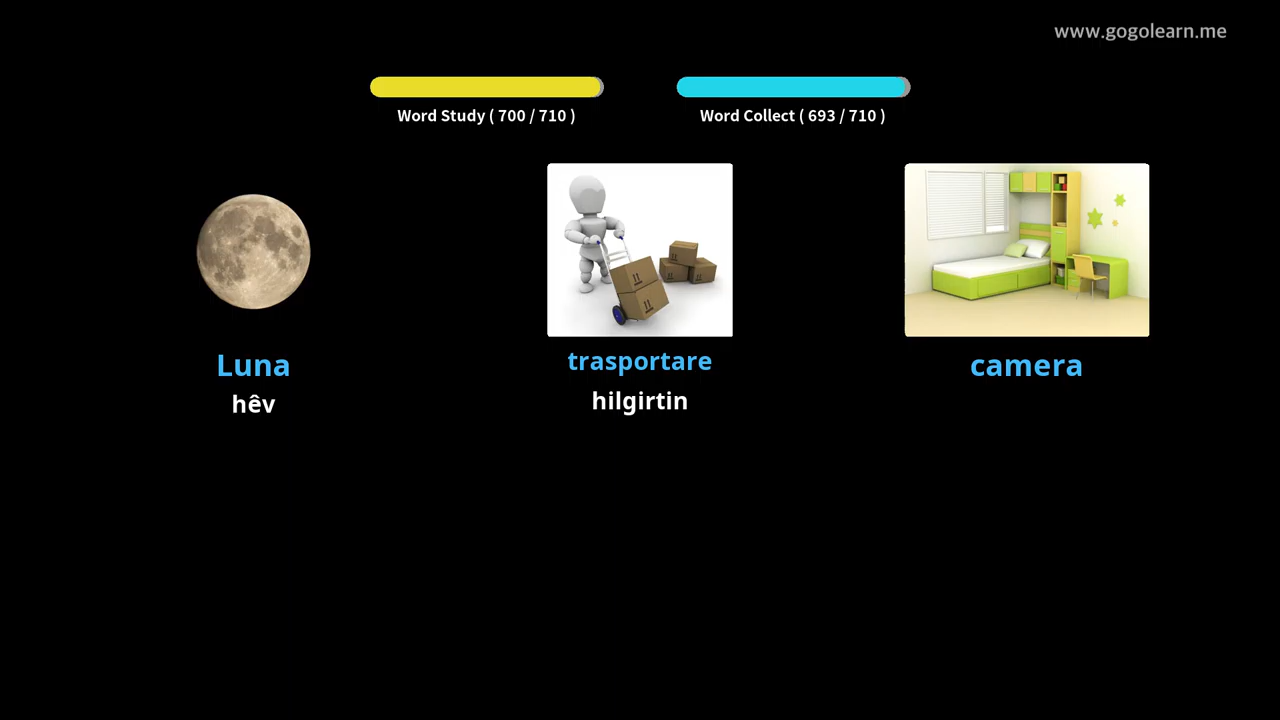 www.gogolearn.me
Word Study ( 700 / 710 )
Word Collect ( 693 / 710 )
Luna
hêv
trasportare
hilgirtin
camera